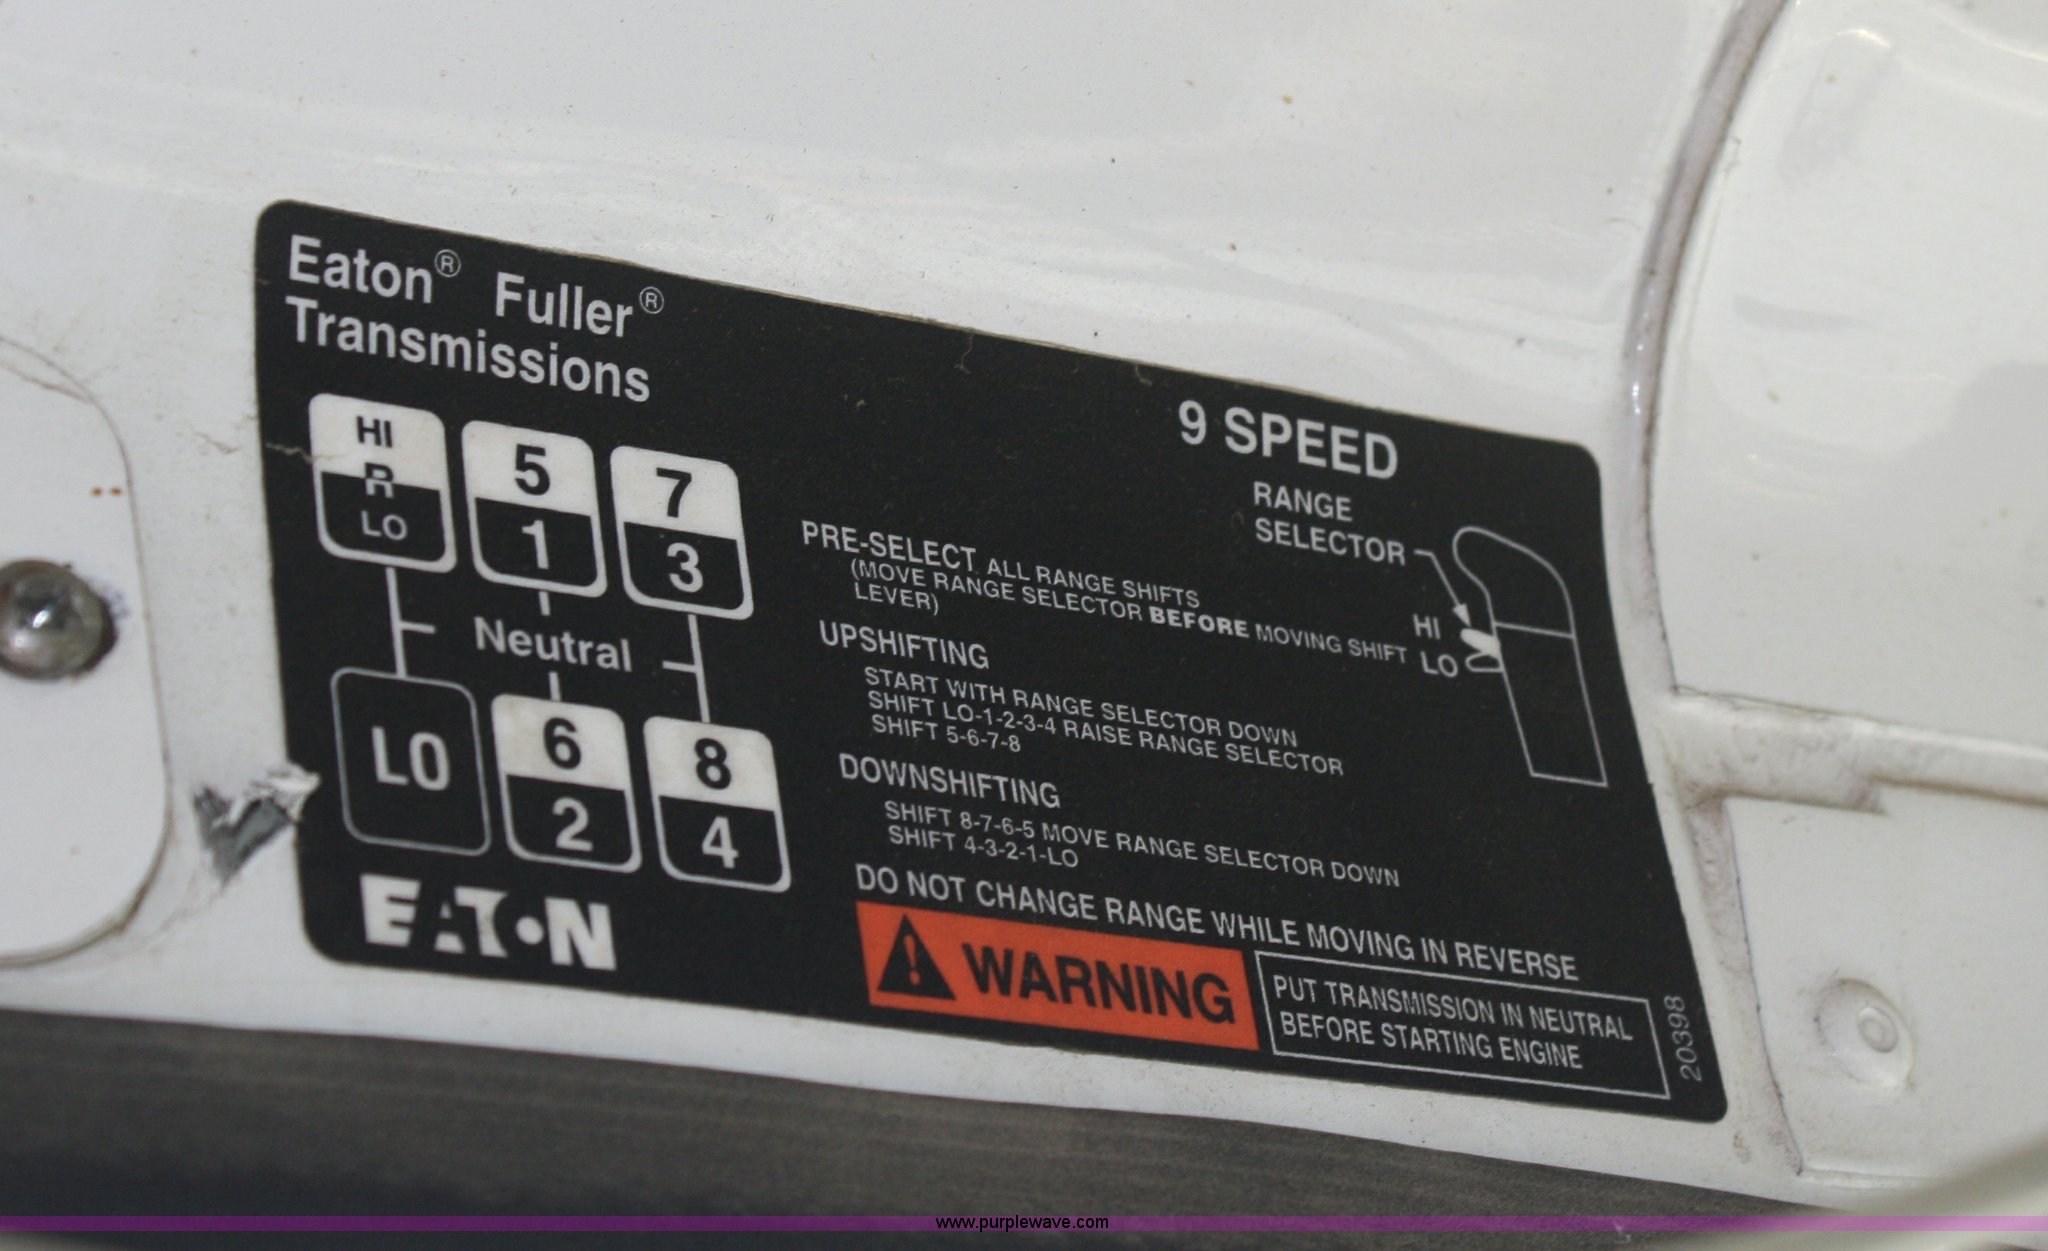 Eaton® Fuller®
Transmissions
9 SPEED
HI
R
LO
5
1
7
3
Neutral
LO
6
2
8
4
EATON
RANGE
SELECTOR
HI
LO
PRE-SELECT ALL RANGE SHIFTS
(MOVE RANGE SELECTOR BEFORE MOVING SHIFT
LEVER)
UPSHIFTING
START WITH RANGE SELECTOR DOWN
SHIFT LO-1-2-3-4 RAISE RANGE SELECTOR
SHIFT 5-6-7-8
DOWNSHIFTING
SHIFT 8-7-6-5 MOVE RANGE SELECTOR DOWN
SHIFT 4-3-2-1-LO
DO NOT CHANGE RANGE WHILE MOVING IN REVERSE
WARNING
PUT TRANSMISSION IN NEUTRAL
BEFORE STARTING ENGINE
20398
www.purplewave.com